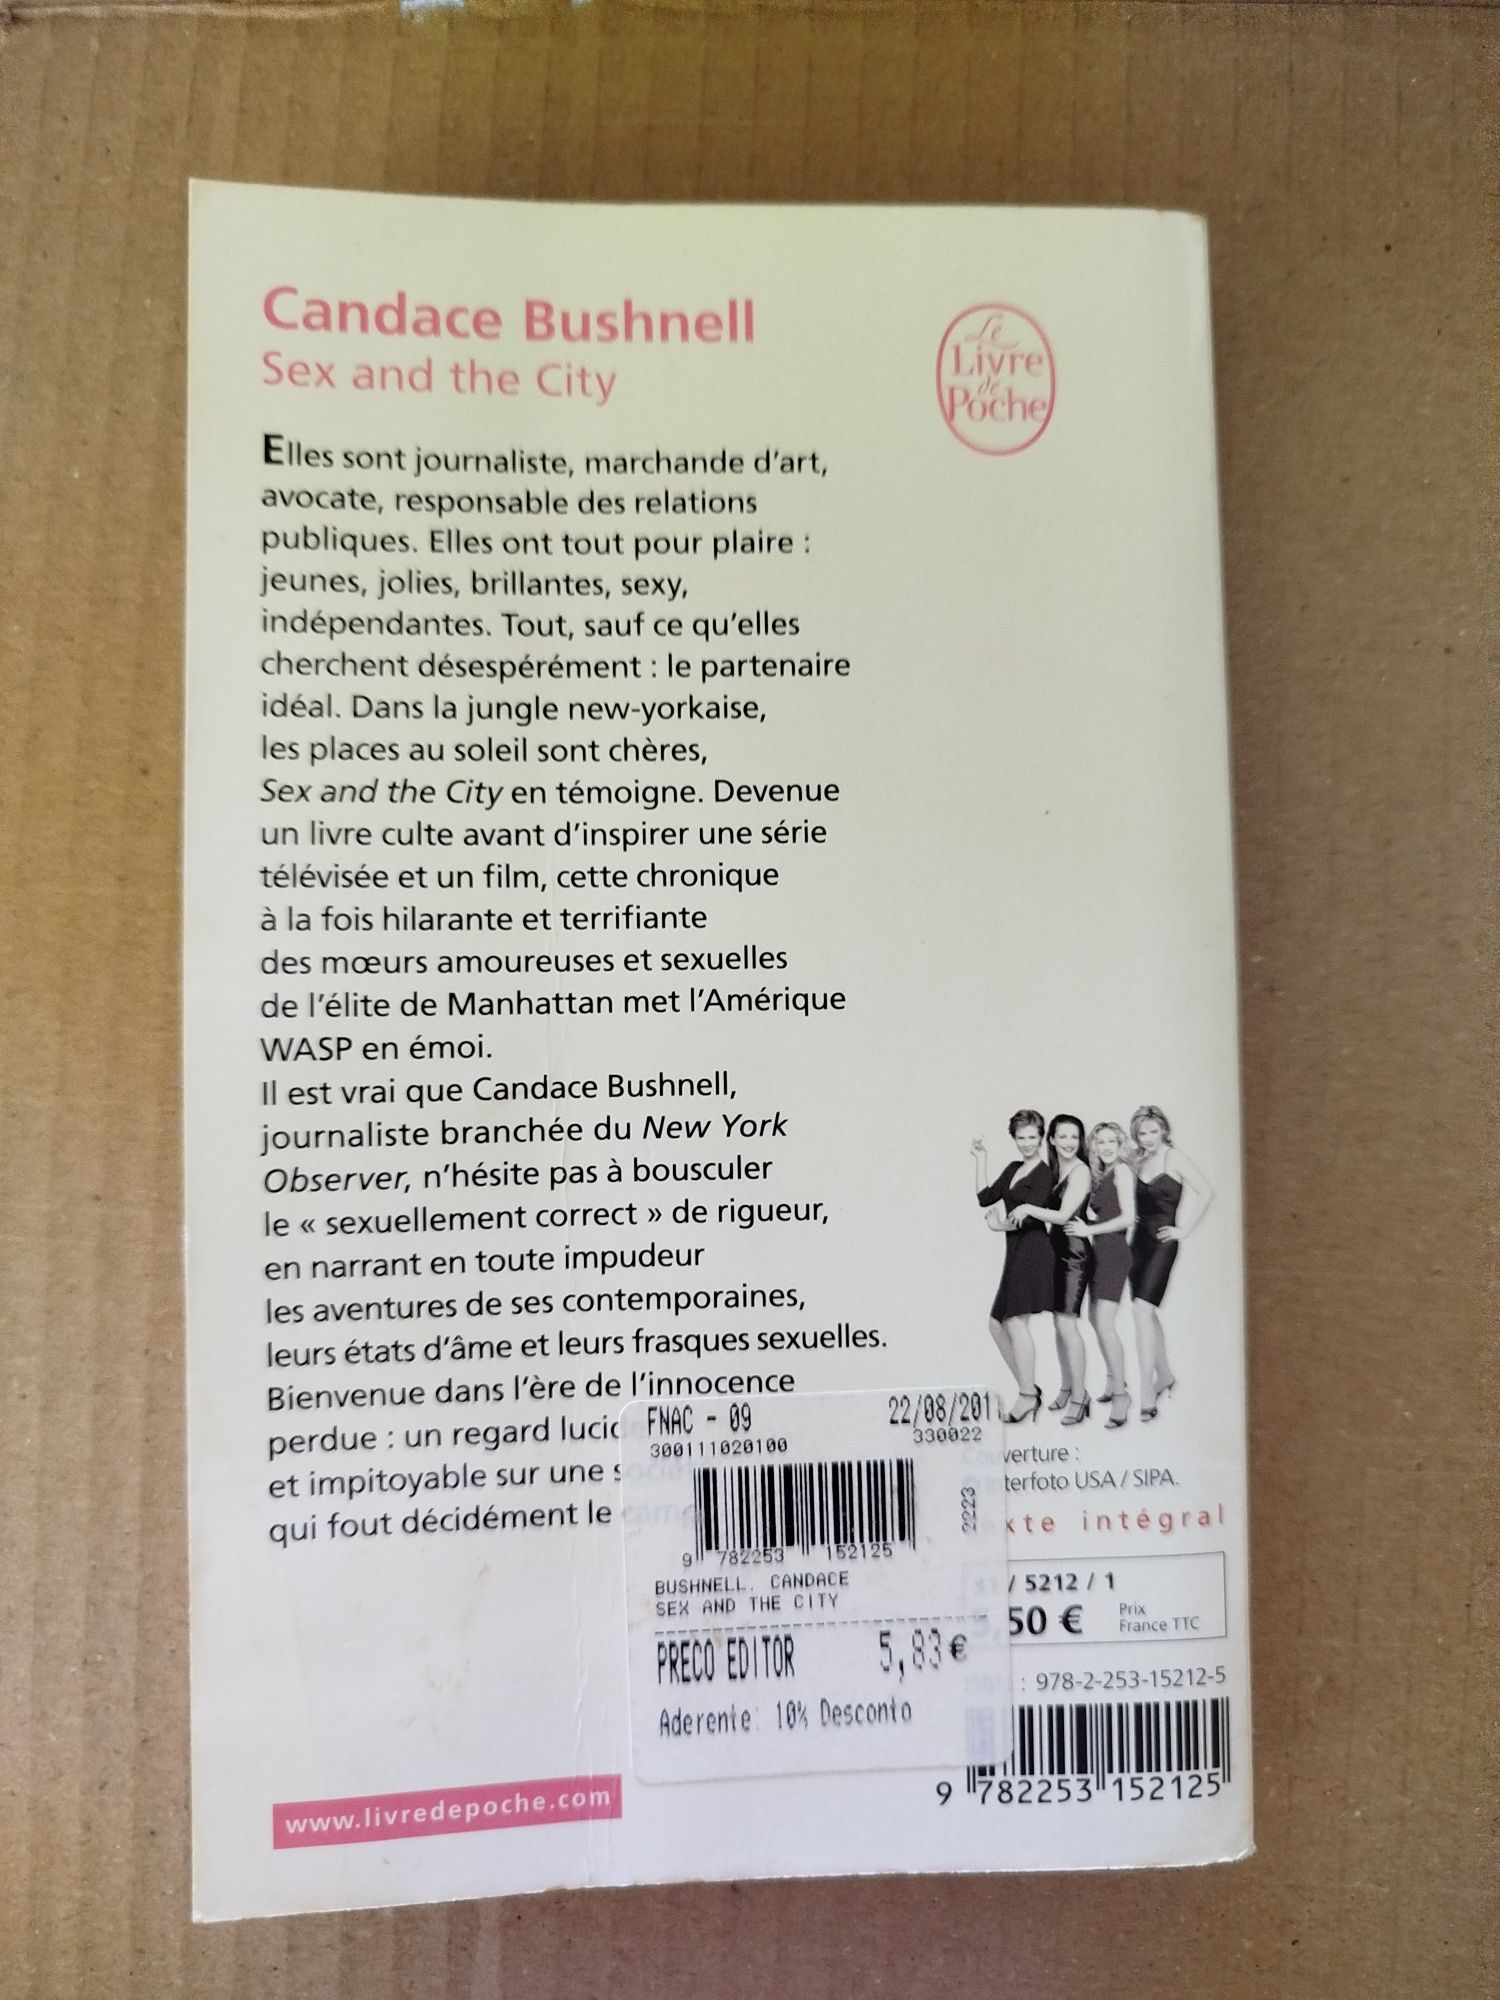 Candace Bushnell
Sex and the City
Le
Livre
de
Poche
Elles sont journaliste, marchande d'art,
avocate, responsable des relations
publiques. Elles ont tout pour plaire :
jeunes, jolies, brillantes, sexy,
indépendantes. Tout, sauf ce qu'elles
cherchent désespérément : le partenaire
idéal. Dans la jungle new-yorkaise,
les places au soleil sont chères,
Sex and the City en témoigne. Devenue
un livre culte avant d'inspirer une série
télévisée et un film, cette chronique
à la fois hilarante et terrifiante
des mœurs amoureuses et sexuelles
de l'élite de Manhattan met l'Amérique
WASP en émoi.
Il est vrai que Candace Bushnell,
journaliste branchée du New York
Observer, n'hésite pas à bousculer
le « sexuellement correct » de rigueur,
en narrant en toute impudeur
les aventures de ses contemporaines,
leurs états d'âme et leurs frasques sexuelles.
Bienvenue dans l'ère de l'innocence
perdue : un regard lucid
et impitoyable sur une société
qui fout décidément le camp
FNAC - 09
22/08/201
300111020100
330022
2223
9 782253 152125
BUSHNELL, CANDACE
SEX AND THE CITY
PRECO EDITOR 5,83€
Aderente: 10% Desconto
verture :
terfoto USA / SIPA.
xte intégral
/ 5212 / 1
50 €
Prix
France TTC
: 978-2-253-15212-5
9 782253 152125
www.livredepoche.com